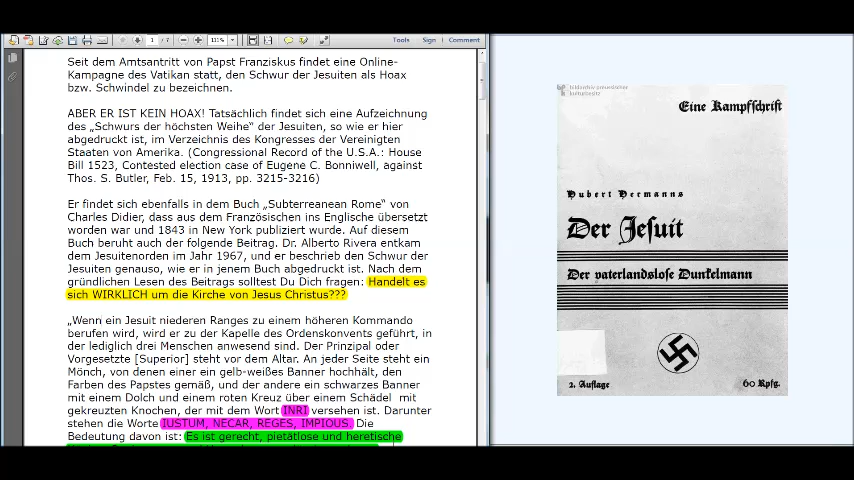 1 / 7
111%
Tools
Sign
Comment
Seit dem Amtsantritt von Papst Franziskus findet eine Online-
Kampagne des Vatikan statt, den Schwur der Jesuiten als Hoax
bzw. Schwindel zu bezeichnen.
ABER ER IST KEIN HOAX! Tatsächlich findet sich eine Aufzeichnung
des „Schwurs der höchsten Weihe" der Jesuiten, so wie er hier
abgedruckt ist, im Verzeichnis des Kongresses der Vereinigten
Staaten von Amerika. (Congressional Record of the U.S.A.: House
Bill 1523, Contested election case of Eugene C. Bonniwell, against
Thos. S. Butler, Feb. 15, 1913, pp. 3215-3216)
Er findet sich ebenfalls in dem Buch „Subterreanean Rome" von
Charles Didier, dass aus dem Französischen ins Englische übersetzt
worden war und 1843 in New York publiziert wurde. Auf diesem
Buch beruht auch der folgende Beitrag. Dr. Alberto Rivera entkam
dem Jesuitenorden im Jahr 1967, und er beschrieb den Schwur der
Jesuiten genauso, wie er in jenem Buch abgedruckt ist. Nach dem
gründlichen Lesen des Beitrags solltest Du Dich fragen: Handelt es
sich WIRKLICH um die Kirche von Jesus Christus???
„Wenn ein Jesuit niederen Ranges zu einem höheren Kommando
berufen wird, wird er zu der Kapelle des Ordenskonvents geführt, in
der lediglich drei Menschen anwesend sind. Der Prinzipal oder
Vorgesetzte [Superior] steht vor dem Altar. An jeder Seite steht ein
Mönch, von denen einer ein gelb-weißes Banner hochhält, den
Farben des Papstes gemäß, und der andere ein schwarzes Banner
mit einem Dolch und einem roten Kreuz über einem Schädel mit
gekreuzten Knochen, der mit dem Wort INRI versehen ist. Darunter
stehen die Worte IUSTUM, NECAR, REGES, IMPIOUS. Die
Bedeutung davon ist: Es ist gerecht, pietätlose und heretische
bildarchiv preussischer
kulturbesitz
Eine Kampfschrift
Hubert Hermanns
Der Jesuit
Der vaterlandslose Dunkelmann
2. Auflage
60 Rpfg.